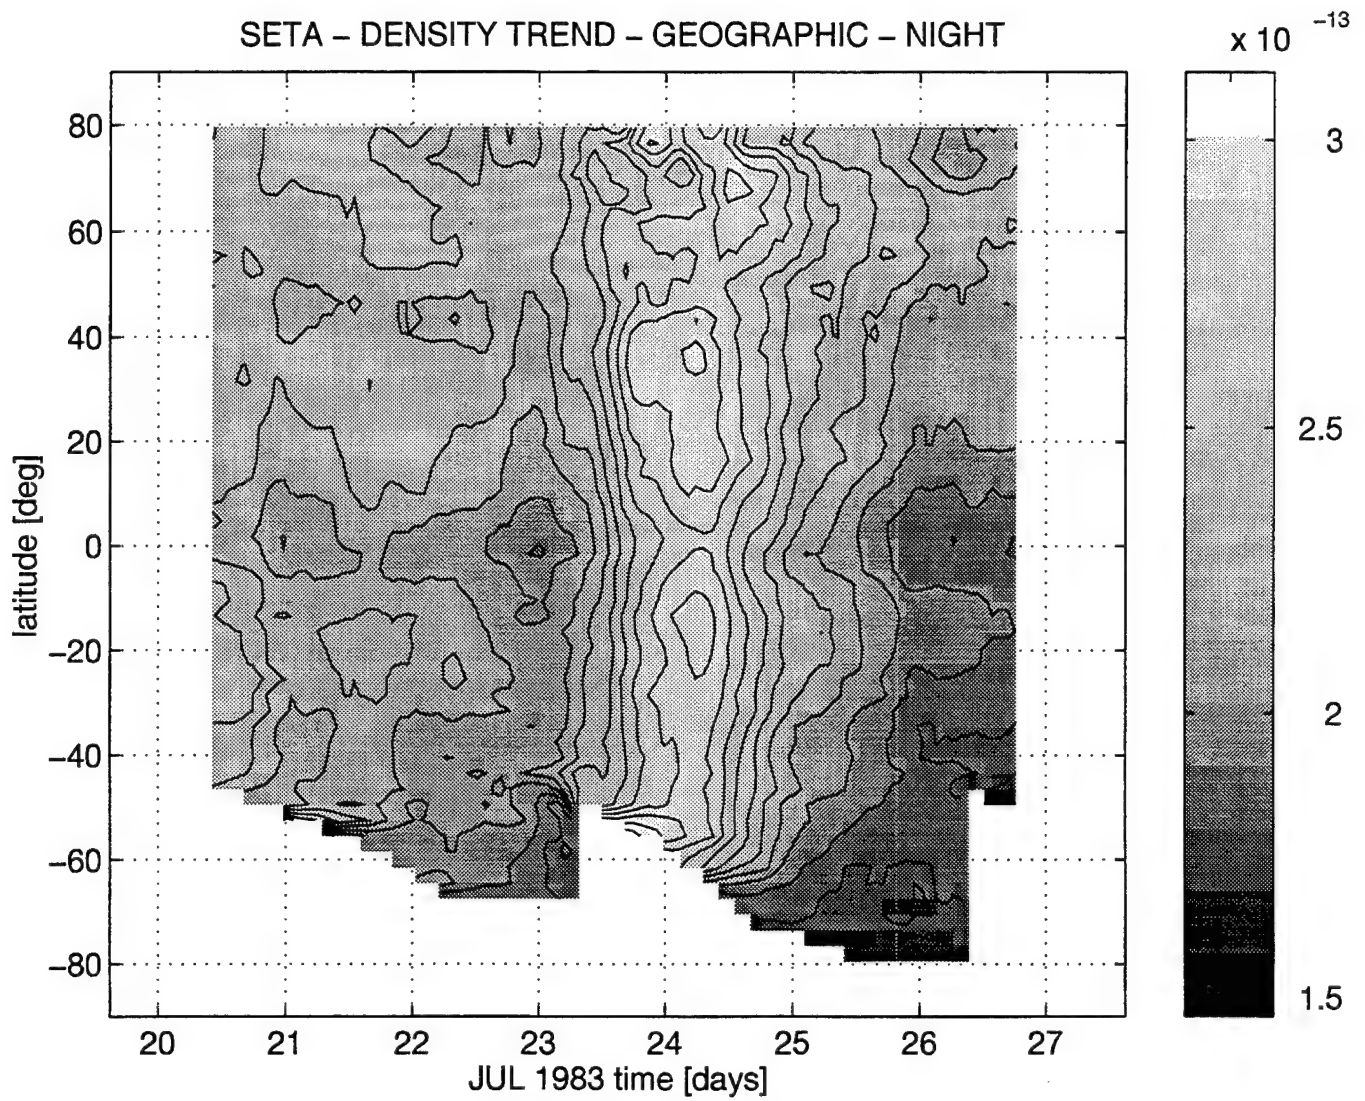 SETA – DENSITY TREND – GEOGRAPHIC – NIGHT
x 10 –13
80
60
40
20
0
–20
–40
–60
–80
latitude [deg]
20 21 22 23 24 25 26 27
JUL 1983 time [days]
3
2.5
2
1.5